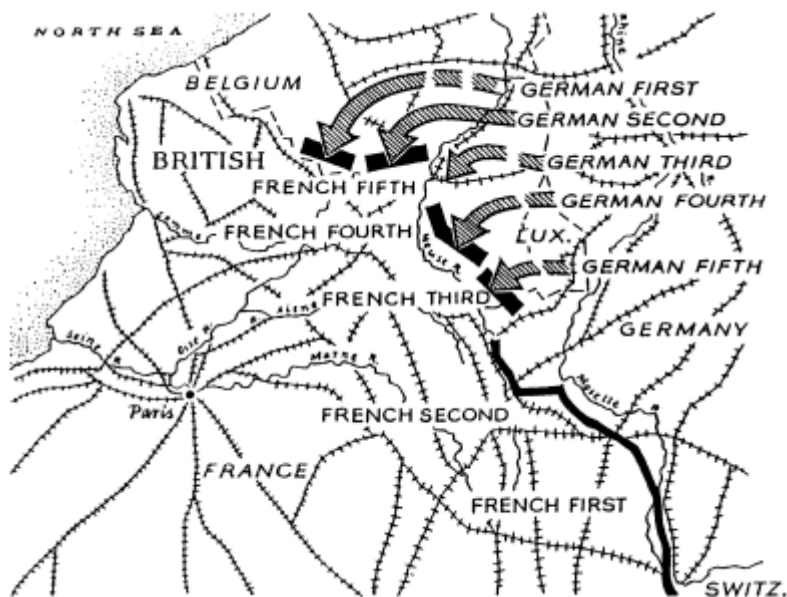 NORTH SEA
BELGIUM
GERMAN FIRST
GERMAN SECOND
BRITISH
GERMAN THIRD
FRENCH FIFTH
GERMAN FOURTH
Somme
FRENCH FOURTH
LUX.
Meuse R.
GERMAN FIFTH
FRENCH THIRD
Aisne
R
Oise R.
GERMANY
Seine R
Marne R
Moselle
Paris
FRENCH SECOND
FRANCE
FRENCH FIRST
SWITZ.